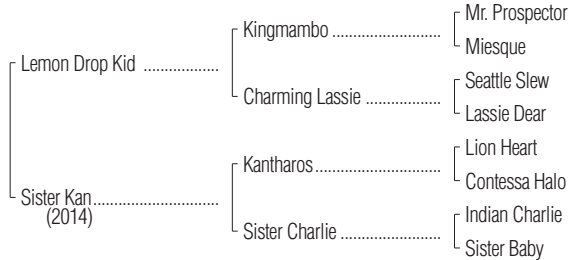 Mr. Prospector
Kingmambo ....................
Miesque
Lemon Drop Kid ..................
Seattle Slew
Charming Lassie ..................
Lassie Dear
Lion Heart
Kantharos..............................
Contessa Halo
Sister Kan..............................
(2014)
Indian Charlie
Sister Charlie ........................
Sister Baby